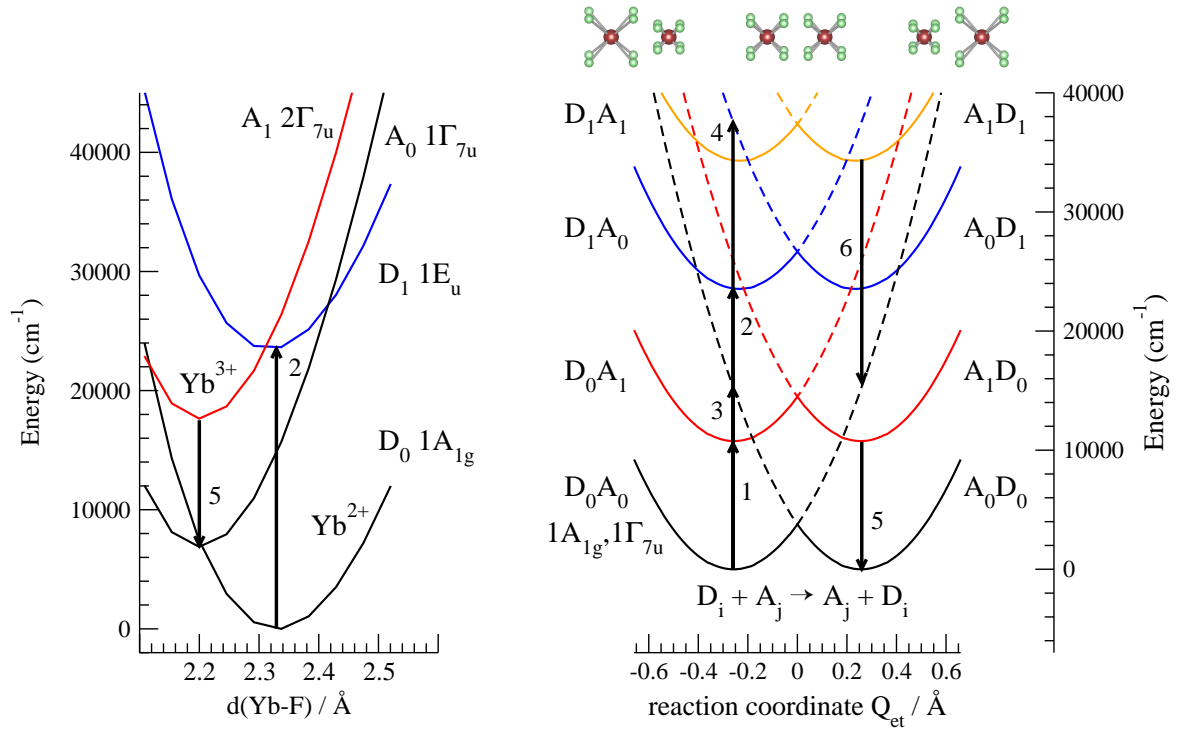 A1 2Γ7u
A0 1Γ7u
D1 1Eu
D0 1A1g
Yb3+
Yb2+
2
5
40000
30000
20000
10000
0
Energy (cm-1)
2.2 2.3 2.4 2.5
d(Yb-F) / Å
D1A1
A1D1
D1A0
A0D1
D0A1
A1D0
D0A0
A0D0
1A1g,1Γ7u
4
6
2
3
1
5
Di + Aj → Aj + Di
40000
30000
20000
10000
0
Energy (cm-1)
-0.6 -0.4 -0.2 0 0.2 0.4 0.6
reaction coordinate Qet / Å